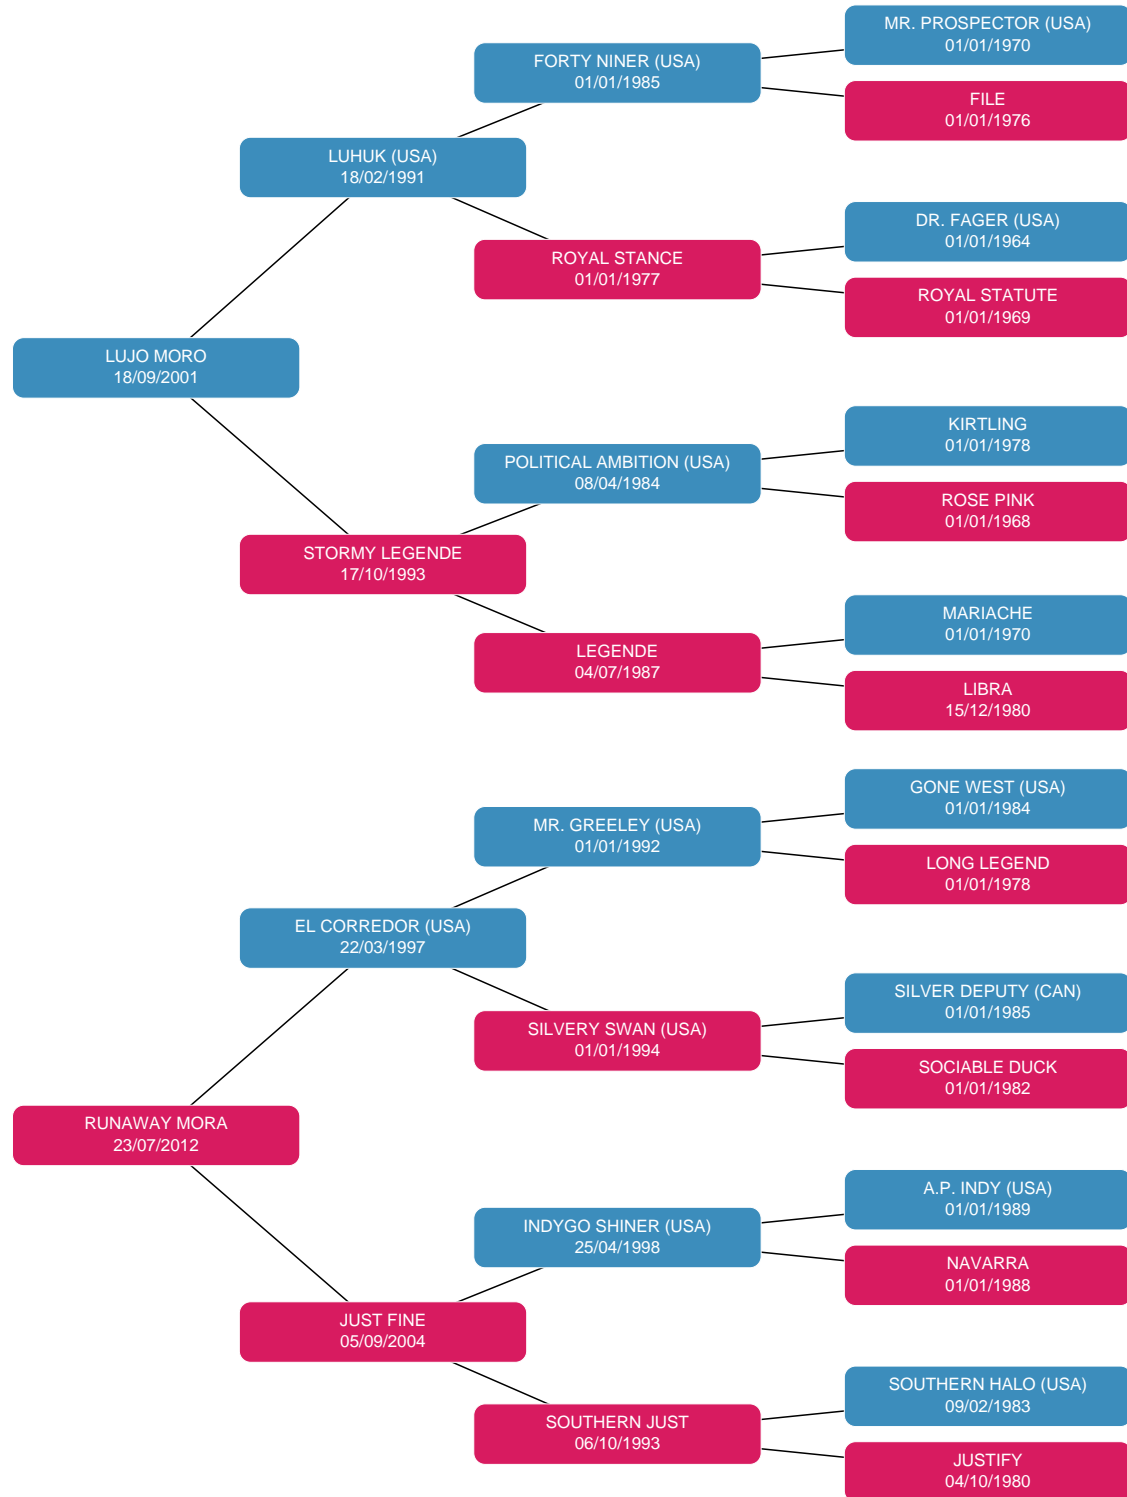 MR. PROSPECTOR (USA)
01/01/1970
FORTY NINER (USA)
01/01/1985
FILE
01/01/1976
LUHUK (USA)
18/02/1991
DR. FAGER (USA)
01/01/1964
ROYAL STANCE
01/01/1977
ROYAL STATUTE
01/01/1969
LUJO MORO
18/09/2001
KIRTLING
01/01/1978
POLITICAL AMBITION (USA)
08/04/1984
ROSE PINK
01/01/1968
STORMY LEGENDE
17/10/1993
MARIACHE
01/01/1970
LEGENDE
04/07/1987
LIBRA
15/12/1980
GONE WEST (USA)
01/01/1984
MR. GREELEY (USA)
01/01/1992
LONG LEGEND
01/01/1978
EL CORREDOR (USA)
22/03/1997
SILVER DEPUTY (CAN)
01/01/1985
SILVERY SWAN (USA)
01/01/1994
SOCIABLE DUCK
01/01/1982
RUNAWAY MORA
23/07/2012
A.P. INDY (USA)
01/01/1989
INDYGO SHINER (USA)
25/04/1998
NAVARRA
01/01/1988
JUST FINE
05/09/2004
SOUTHERN HALO (USA)
09/02/1983
SOUTHERN JUST
06/10/1993
JUSTIFY
04/10/1980